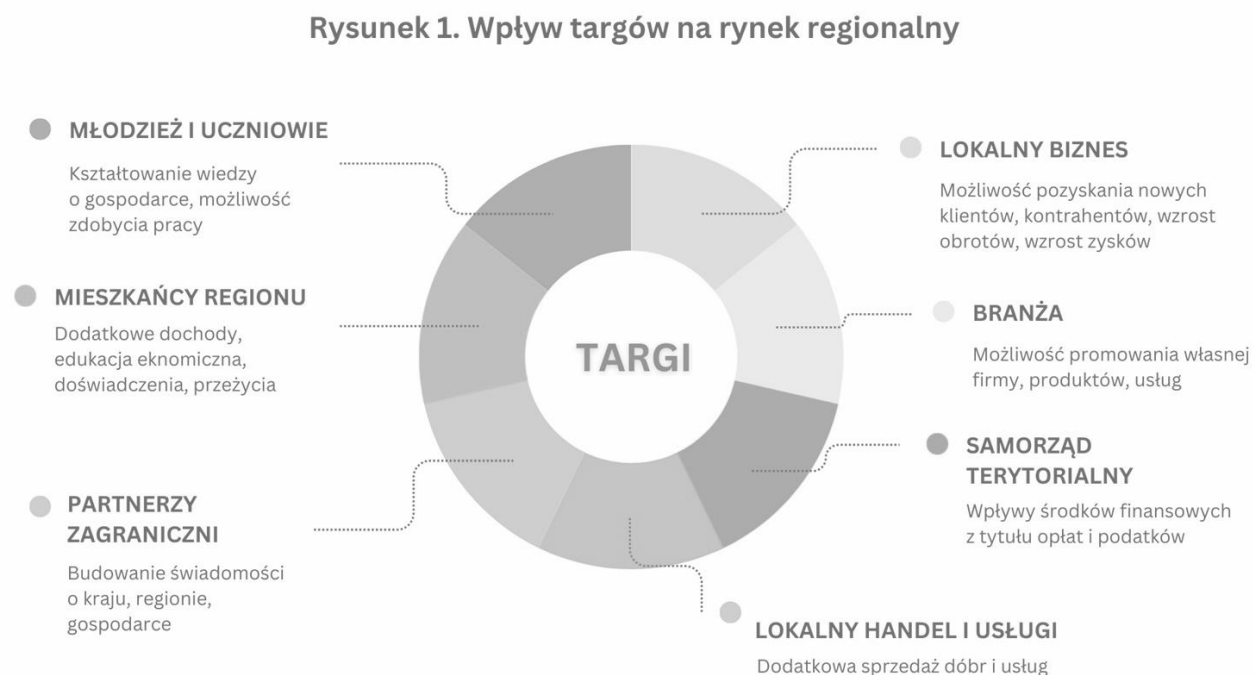 Rysunek 1. Wpływ targów na rynek regionalny
MŁODZIEŻ I UCZNIOWIE
Kształtowanie wiedzy
o gospodarce, możliwość
zdobycia pracy
MIESZKAŃCY REGIONU
Dodatkowe dochody,
edukacja eknomiczna,
doświadczenia, przeżycia
PARTNERZY
ZAGRANICZNI
Budowanie świadomości
o kraju, regionie,
gospodarce
TARGI
LOKALNY BIZNES
Możliwość pozyskania nowych
klientów, kontrahentów, wzrost
obrotów, wzrost zysków
BRANŻA
Możliwość promowania własnej
firmy, produktów, usług
SAMORZĄD
TERYTORIALNY
Wpływy środków finansowych
z tytułu opłat i podatków
LOKALNY HANDEL I USŁUGI
Dodatkowa sprzedaż dóbr i usług